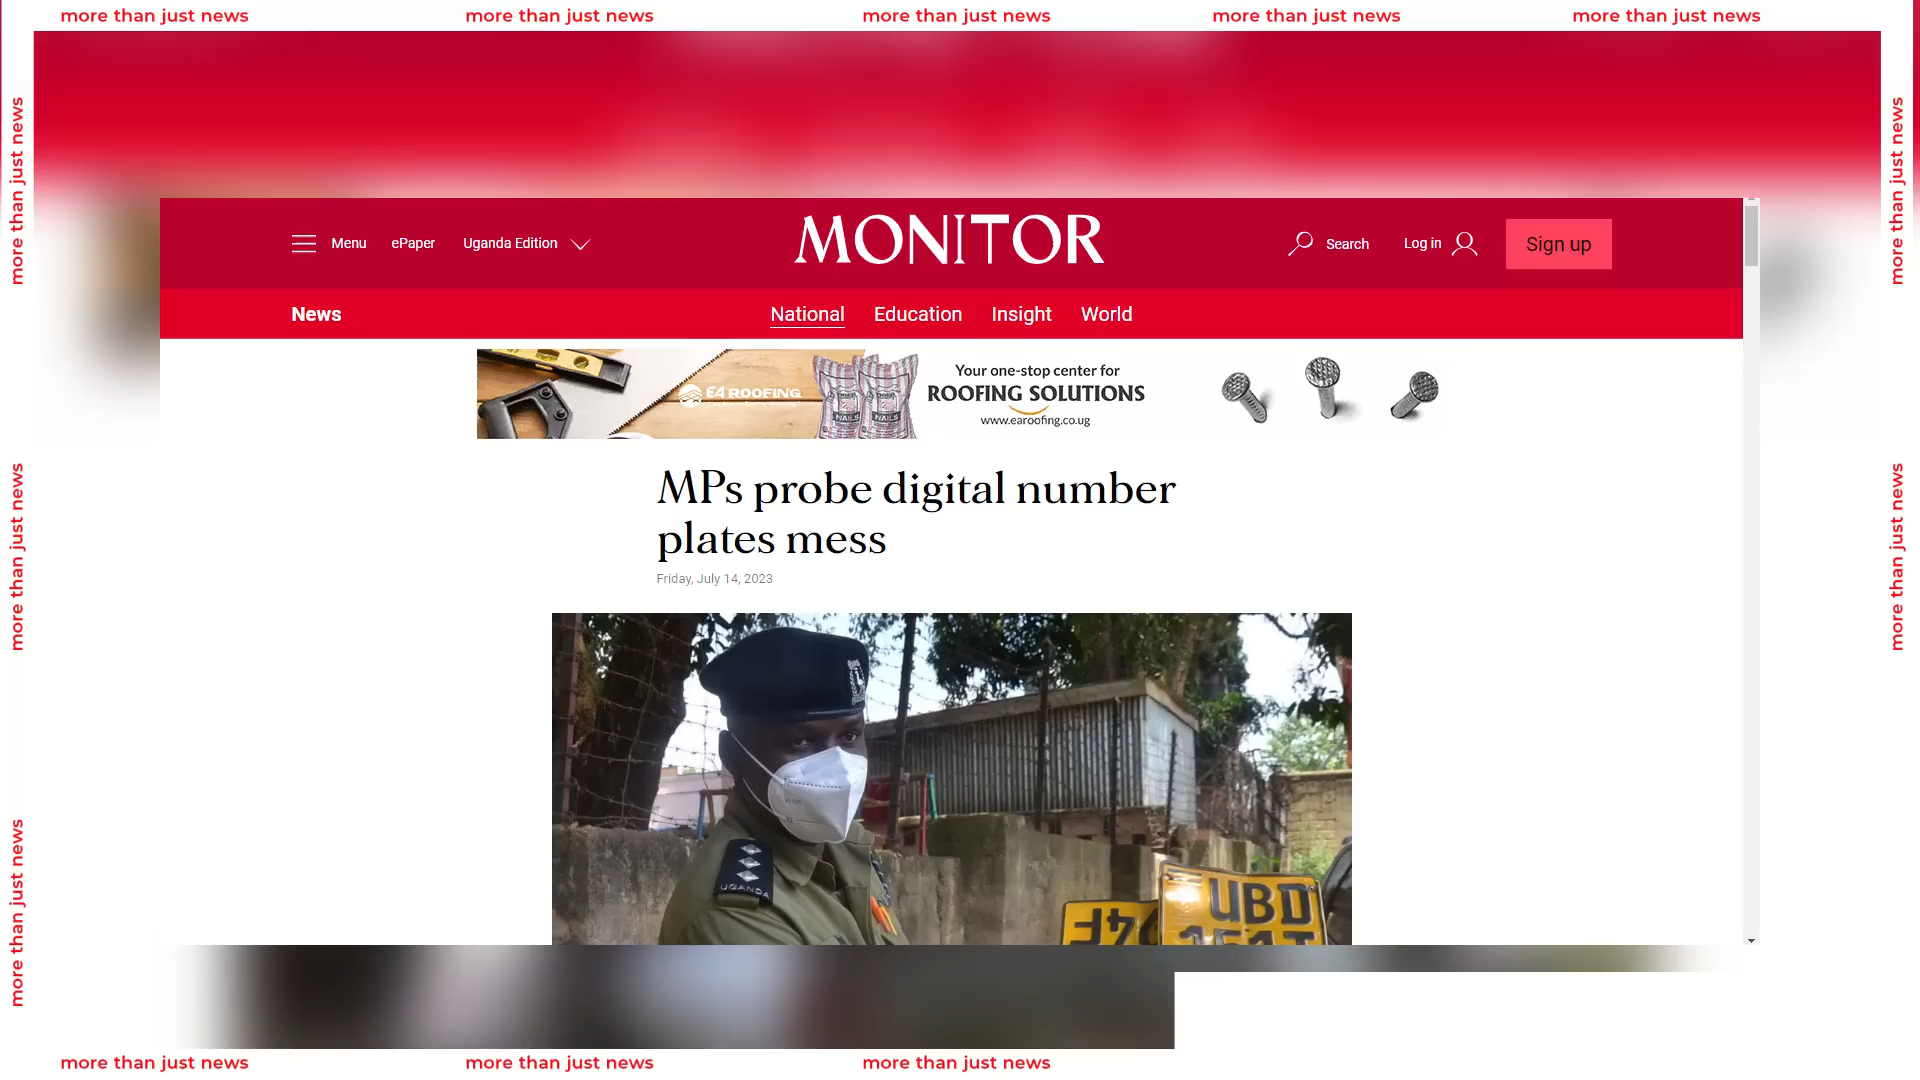 more than just news more than just news more than just news more than just news more than just news
more than just news
more than just news
more than just news
more than just news
more than just news
Menu ePaper Uganda Edition
MONITOR
Search Log in Sign up
News
National Education Insight World
E4 ROOFING
NAILS NAILS
Your one-stop center for
ROOFING SOLUTIONS
www.earoofing.co.ug
MPs probe digital number
plates mess
Friday, July 14, 2023
UGANDA
UBD
more than just news more than just news more than just news